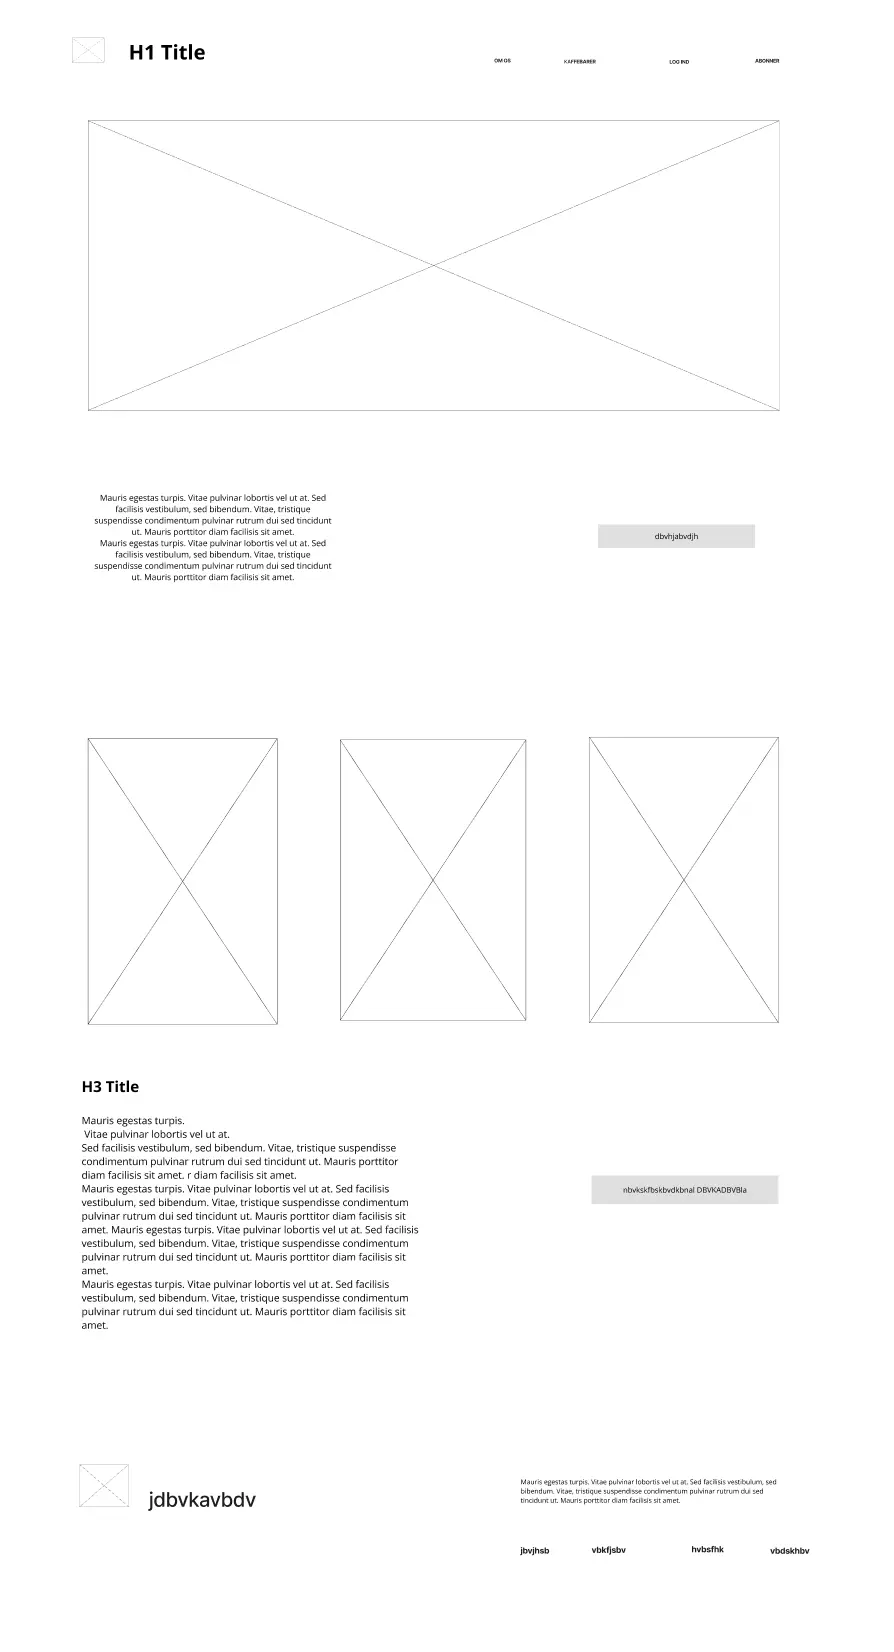 H1 Title
OM GS
KAFFEBARER
LOG IND
ABONNER
Mauris egestas turpis. Vitae pulvinar lobortis vel ut at. Sed
facilisis vestibulum, sed bibendum. Vitae, tristique
suspendisse condimentum pulvinar rutrum dui sed tincidunt
ut. Mauris porttitor diam facilisis sit amet.
Mauris egestas turpis. Vitae pulvinar lobortis vel ut at. Sed
facilisis vestibulum, sed bibendum. Vitae, tristique
suspendisse condimentum pulvinar rutrum dui sed tincidunt
ut. Mauris porttitor diam facilisis sit amet.
dbvhjabvdjh
H3 Title
Mauris egestas turpis.
Vitae pulvinar lobortis vel ut at.
Sed facilisis vestibulum, sed bibendum. Vitae, tristique suspendisse
condimentum pulvinar rutrum dui sed tincidunt ut. Mauris porttitor
diam facilisis sit amet. r diam facilisis sit amet.
Mauris egestas turpis. Vitae pulvinar lobortis vel ut at. Sed facilisis
vestibulum, sed bibendum. Vitae, tristique suspendisse condimentum
pulvinar rutrum dui sed tincidunt ut. Mauris porttitor diam facilisis sit
amet. Mauris egestas turpis. Vitae pulvinar lobortis vel ut at. Sed facilisis
vestibulum, sed bibendum. Vitae, tristique suspendisse condimentum
pulvinar rutrum dui sed tincidunt ut. Mauris porttitor diam facilisis sit
amet.
Mauris egestas turpis. Vitae pulvinar lobortis vel ut at. Sed facilisis
vestibulum, sed bibendum. Vitae, tristique suspendisse condimentum
pulvinar rutrum dui sed tincidunt ut. Mauris porttitor diam facilisis sit
amet.
nbvkskfbskbvdkbnal DBVKADBVBla
jdbvkavbdv
Mauris egestas turpis. Vitae pulvinar lobortis vel ut at. Sed facilisis vestibulum, sed
bibendum. Vitae, tristique suspendisse condimentum pulvinar rutrum dui sed
tincidunt ut. Mauris porttitor diam facilisis sit amet.
jbvjhsb
vbkfjsbv
hvbsfhk
vbdskhbv